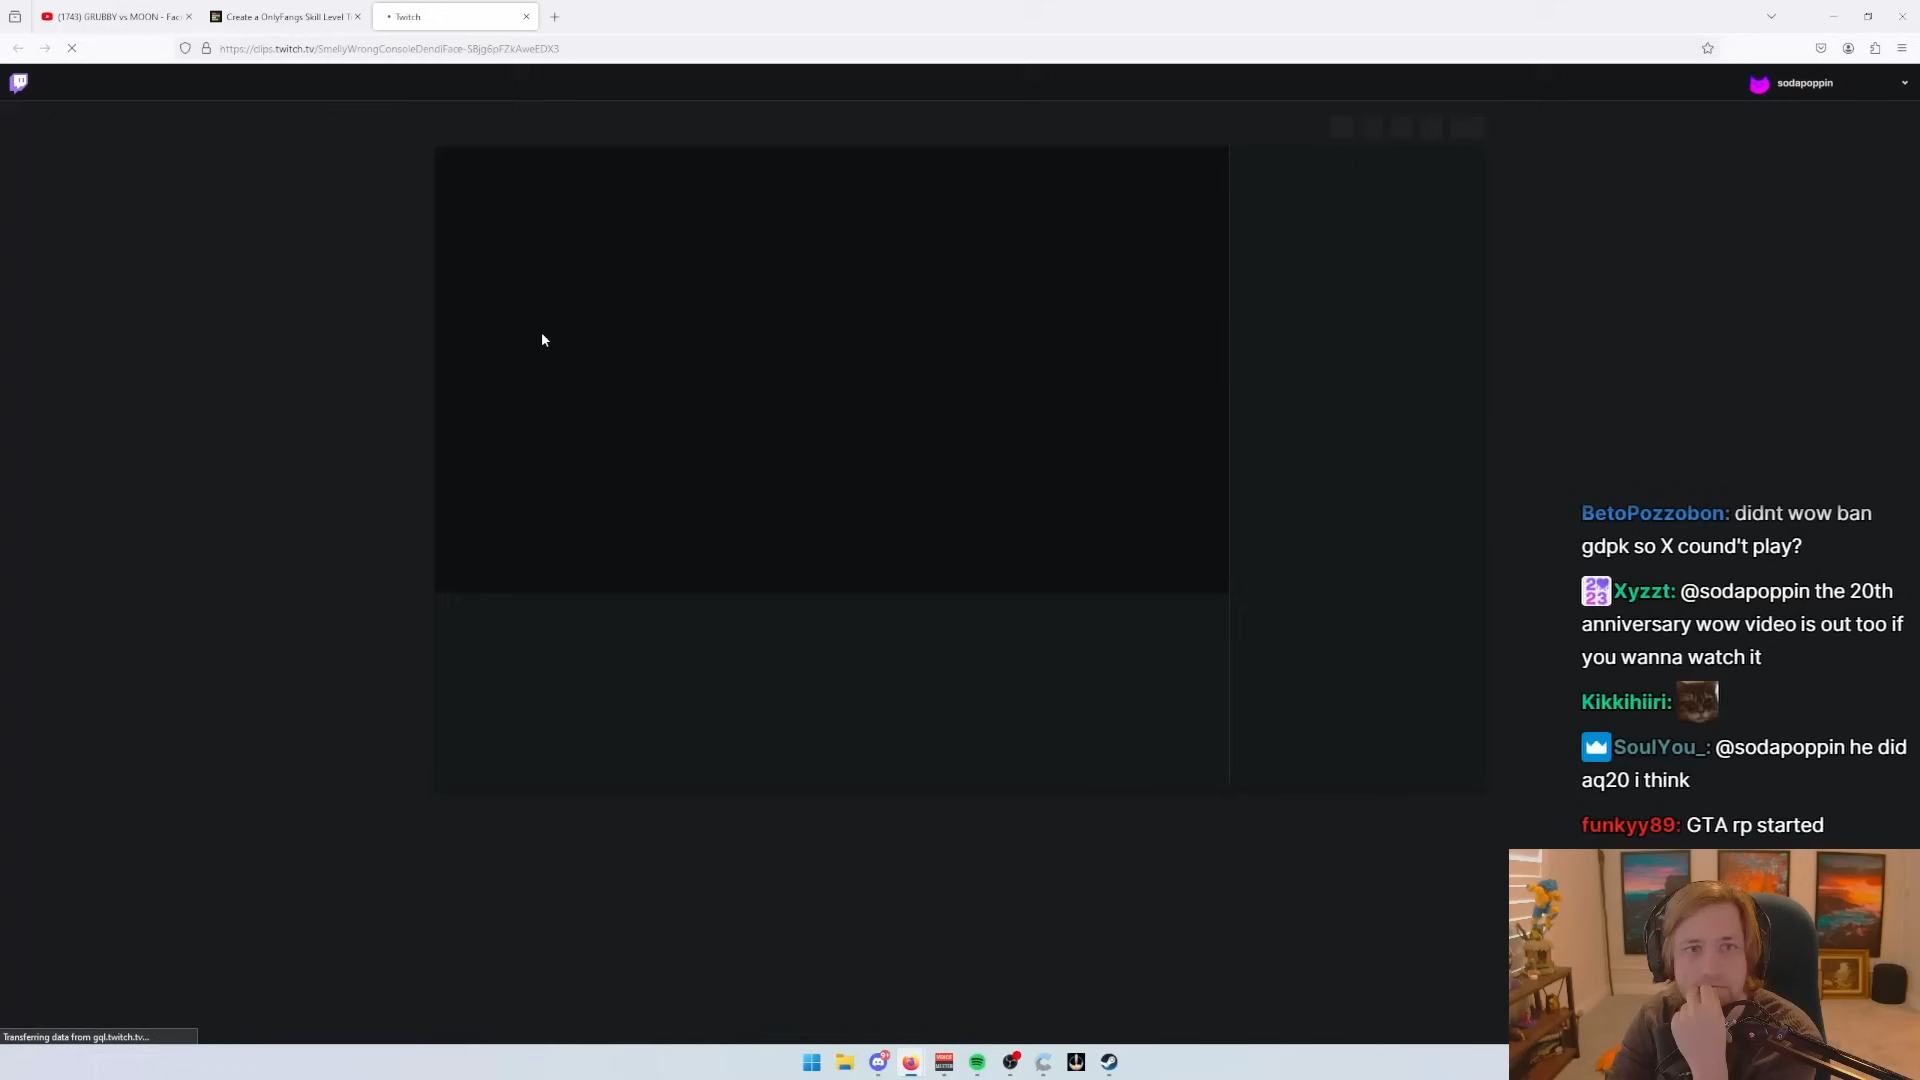 (1743) GRUBBY vs MOON - Fac
Create a OnlyFangs Skill Level Ti
Twitch
https://clips.twitch.tv/SmellyWrongConsoleDendiFace-SBjg6pFZkAweEDX3
sodapoppin
BetoPozzobon: didnt wow ban
gdpk so X cound't play?
Xyzzt: @sodapoppin the 20th
anniversary wow video is out too if
you wanna watch it
Kikkihiiri:
SoulYou_: @sodapoppin he did
aq20 i think
funkyy89: GTA rp started
Transferring data from gql.twitch.tv...